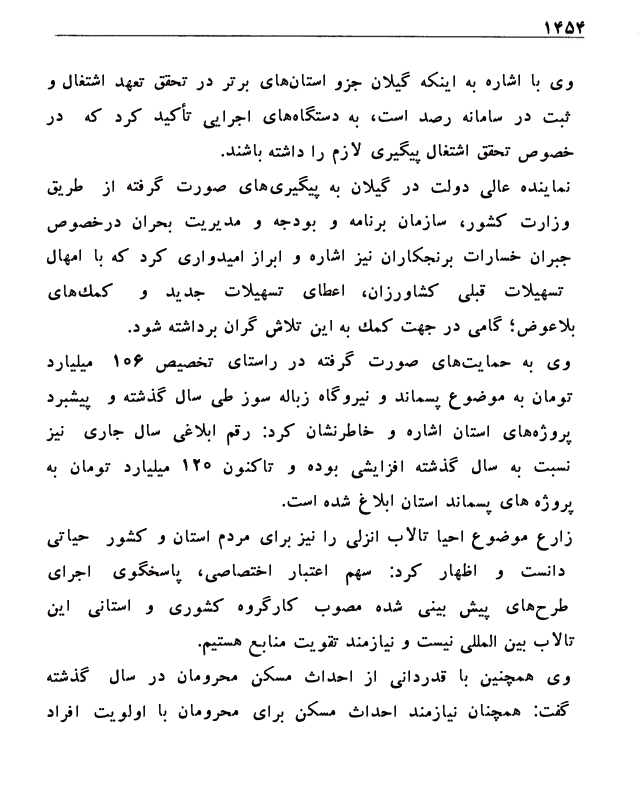 ۱۴۵۴
وی با اشاره به اینکه گیلان جزو استان‌های برتر در تحقق تعهد اشتغال و
ثبت در سامانه رصد است، به دستگاه‌های اجرایی تأکید کرد که در
خصوص تحقق اشتغال پیگیری لازم را داشته باشند.
نماینده عالی دولت در گیلان به پیگیری‌های صورت گرفته از طریق
وزارت کشور، سازمان برنامه و بودجه و مدیریت بحران درخصوص
جبران خسارات برنجکاران نیز اشاره و ابراز امیدواری کرد که با امهال
تسهیلات قبلی کشاورزان، اعطای تسهیلات جدید و کمك‌های
بلاعوض؛ گامی در جهت کمك به این تلاش گران برداشته شود.
وی به حمایت‌های صورت گرفته در راستای تخصیص ۱۰۶ میلیارد
تومان به موضوع پسماند و نیروگاه زباله سوز طی سال گذشته و پیشبرد
پروژه‌های استان اشاره و خاطرنشان کرد: رقم ابلاغی سال جاری نیز
نسبت به سال گذشته افزایشی بوده و تاکنون ۱۲۰ میلیارد تومان به
پروژه های پسماند استان ابلاغ شده است.
زارع موضوع احیا تالاب انزلی را نیز برای مردم استان و کشور حیاتی
دانست و اظهار کرد: سهم اعتبار اختصاصی، پاسخگوی اجرای
طرح‌های پیش بینی شده مصوب کارگروه کشوری و استانی این
تالاب بین المللی نیست و نیازمند تقویت منابع هستیم.
وی همچنین با قدردانی از احداث مسکن محرومان در سال گذشته
گفت: همچنان نیازمند احداث مسکن برای محرومان با اولویت افراد